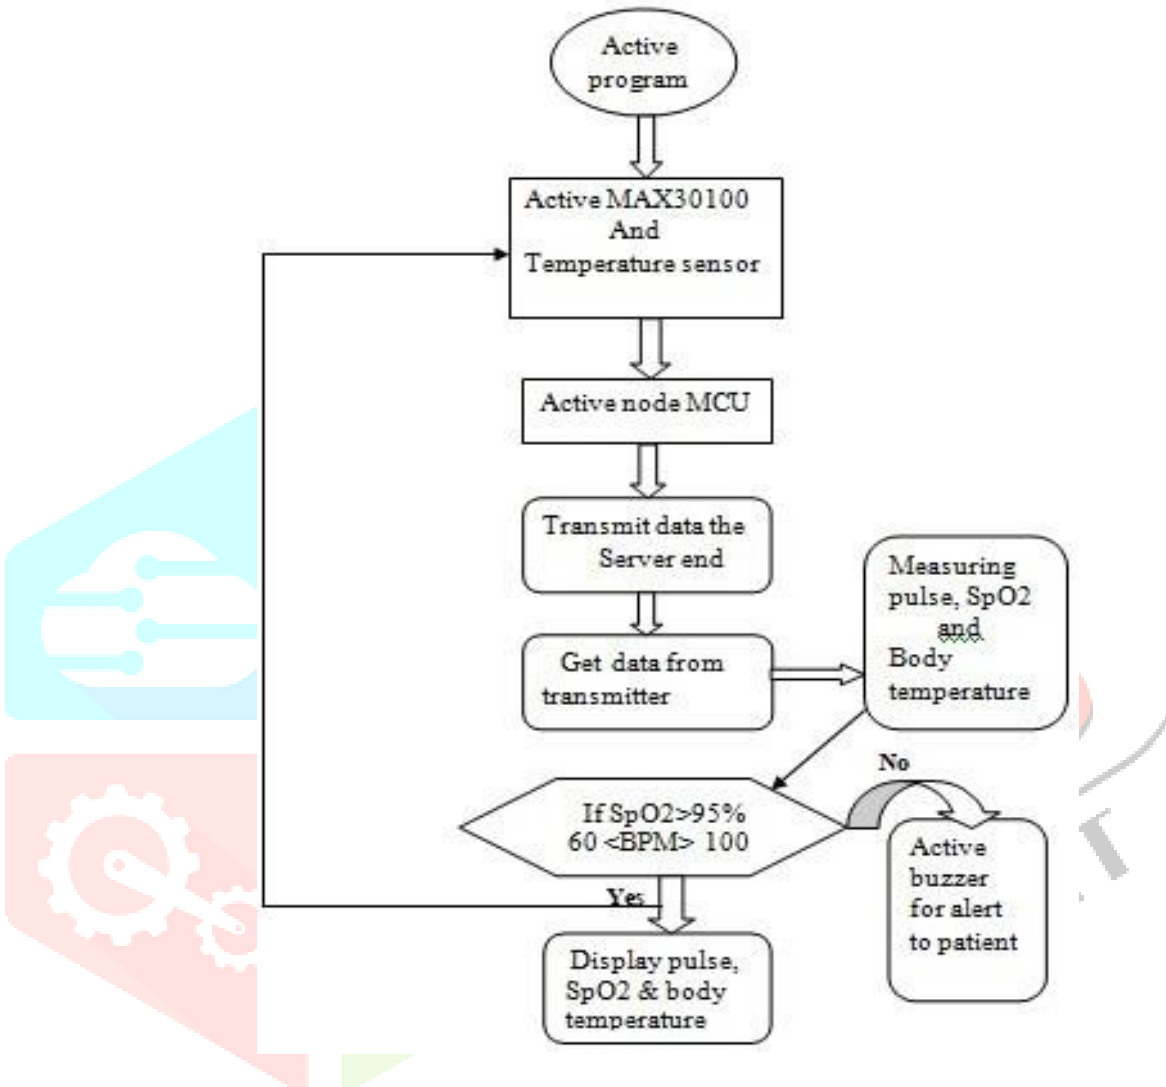 Active
program
Active MAX30100
And
Temperature sensor
Active node MCU
Transmit data the
Server end
Get data from
transmitter
Measuring
pulse, SpO2
and
Body
temperature
No
If SpO2>95%
60 <BPM> 100
Yes
Active
buzzer
for alert
to patient
Display pulse,
SpO2 & body
temperature